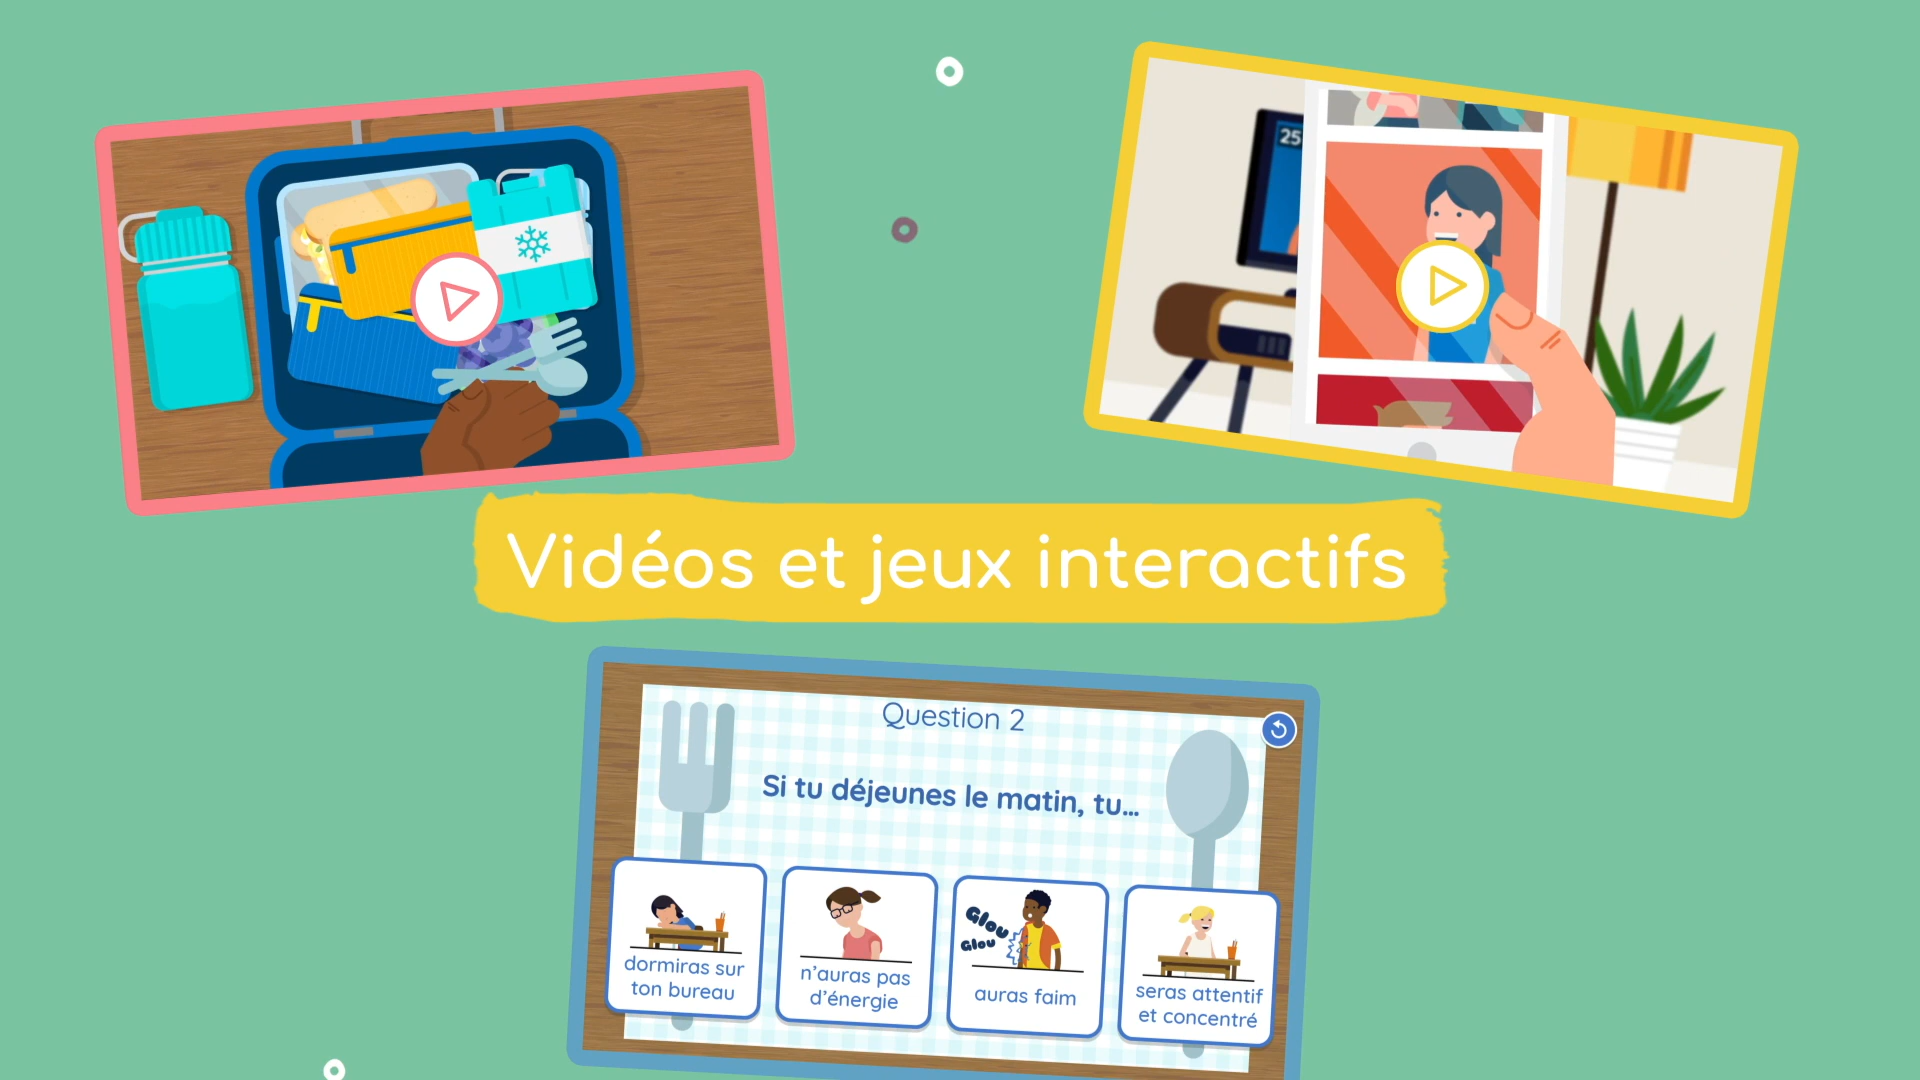 25
Vidéos et jeux interactifs
Question 2
Si tu déjeunes le matin, tu...
dormiras sur
ton bureau
n'auras pas
d'énergie
Glou
Glou
auras faim
seras attentif
et concentré